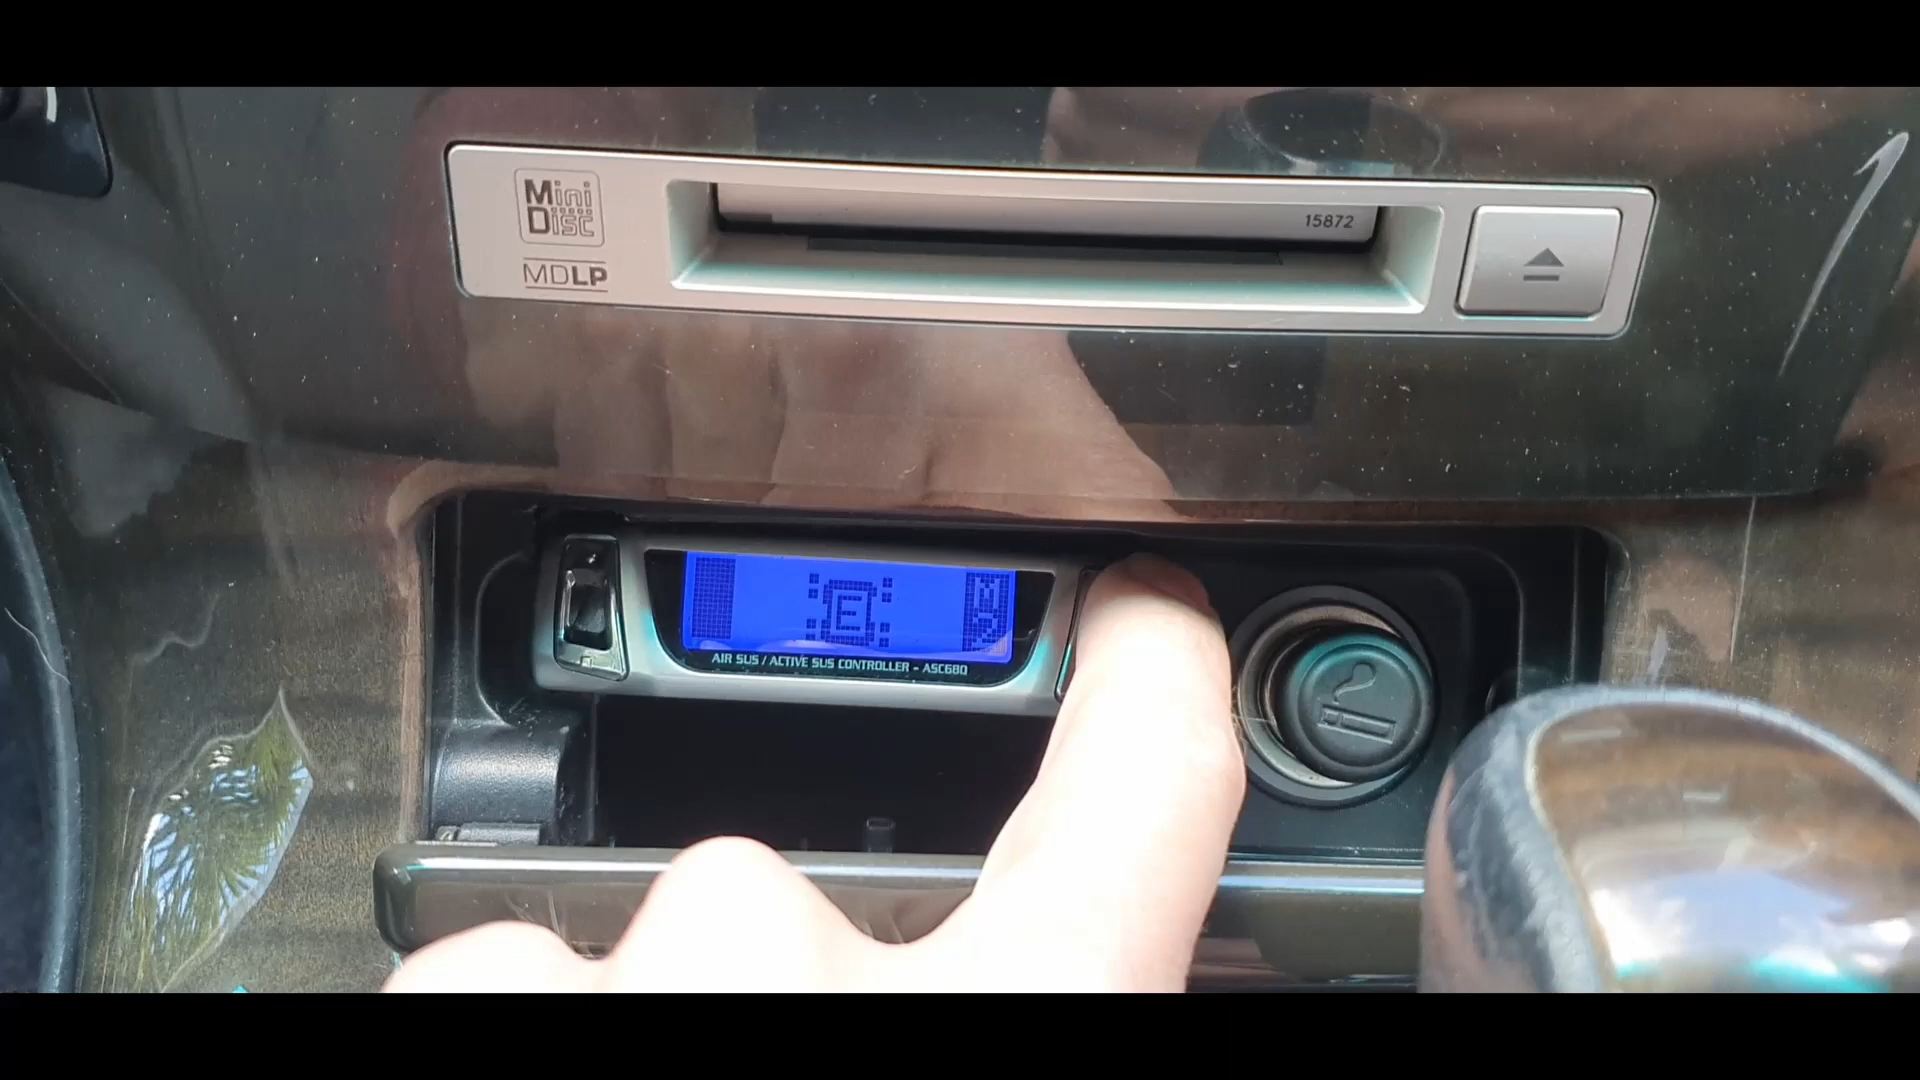 Mini
Disc
MDLP
15872
E
AIR SUS / ACTIVE SUS CONTROLLER - ASC680